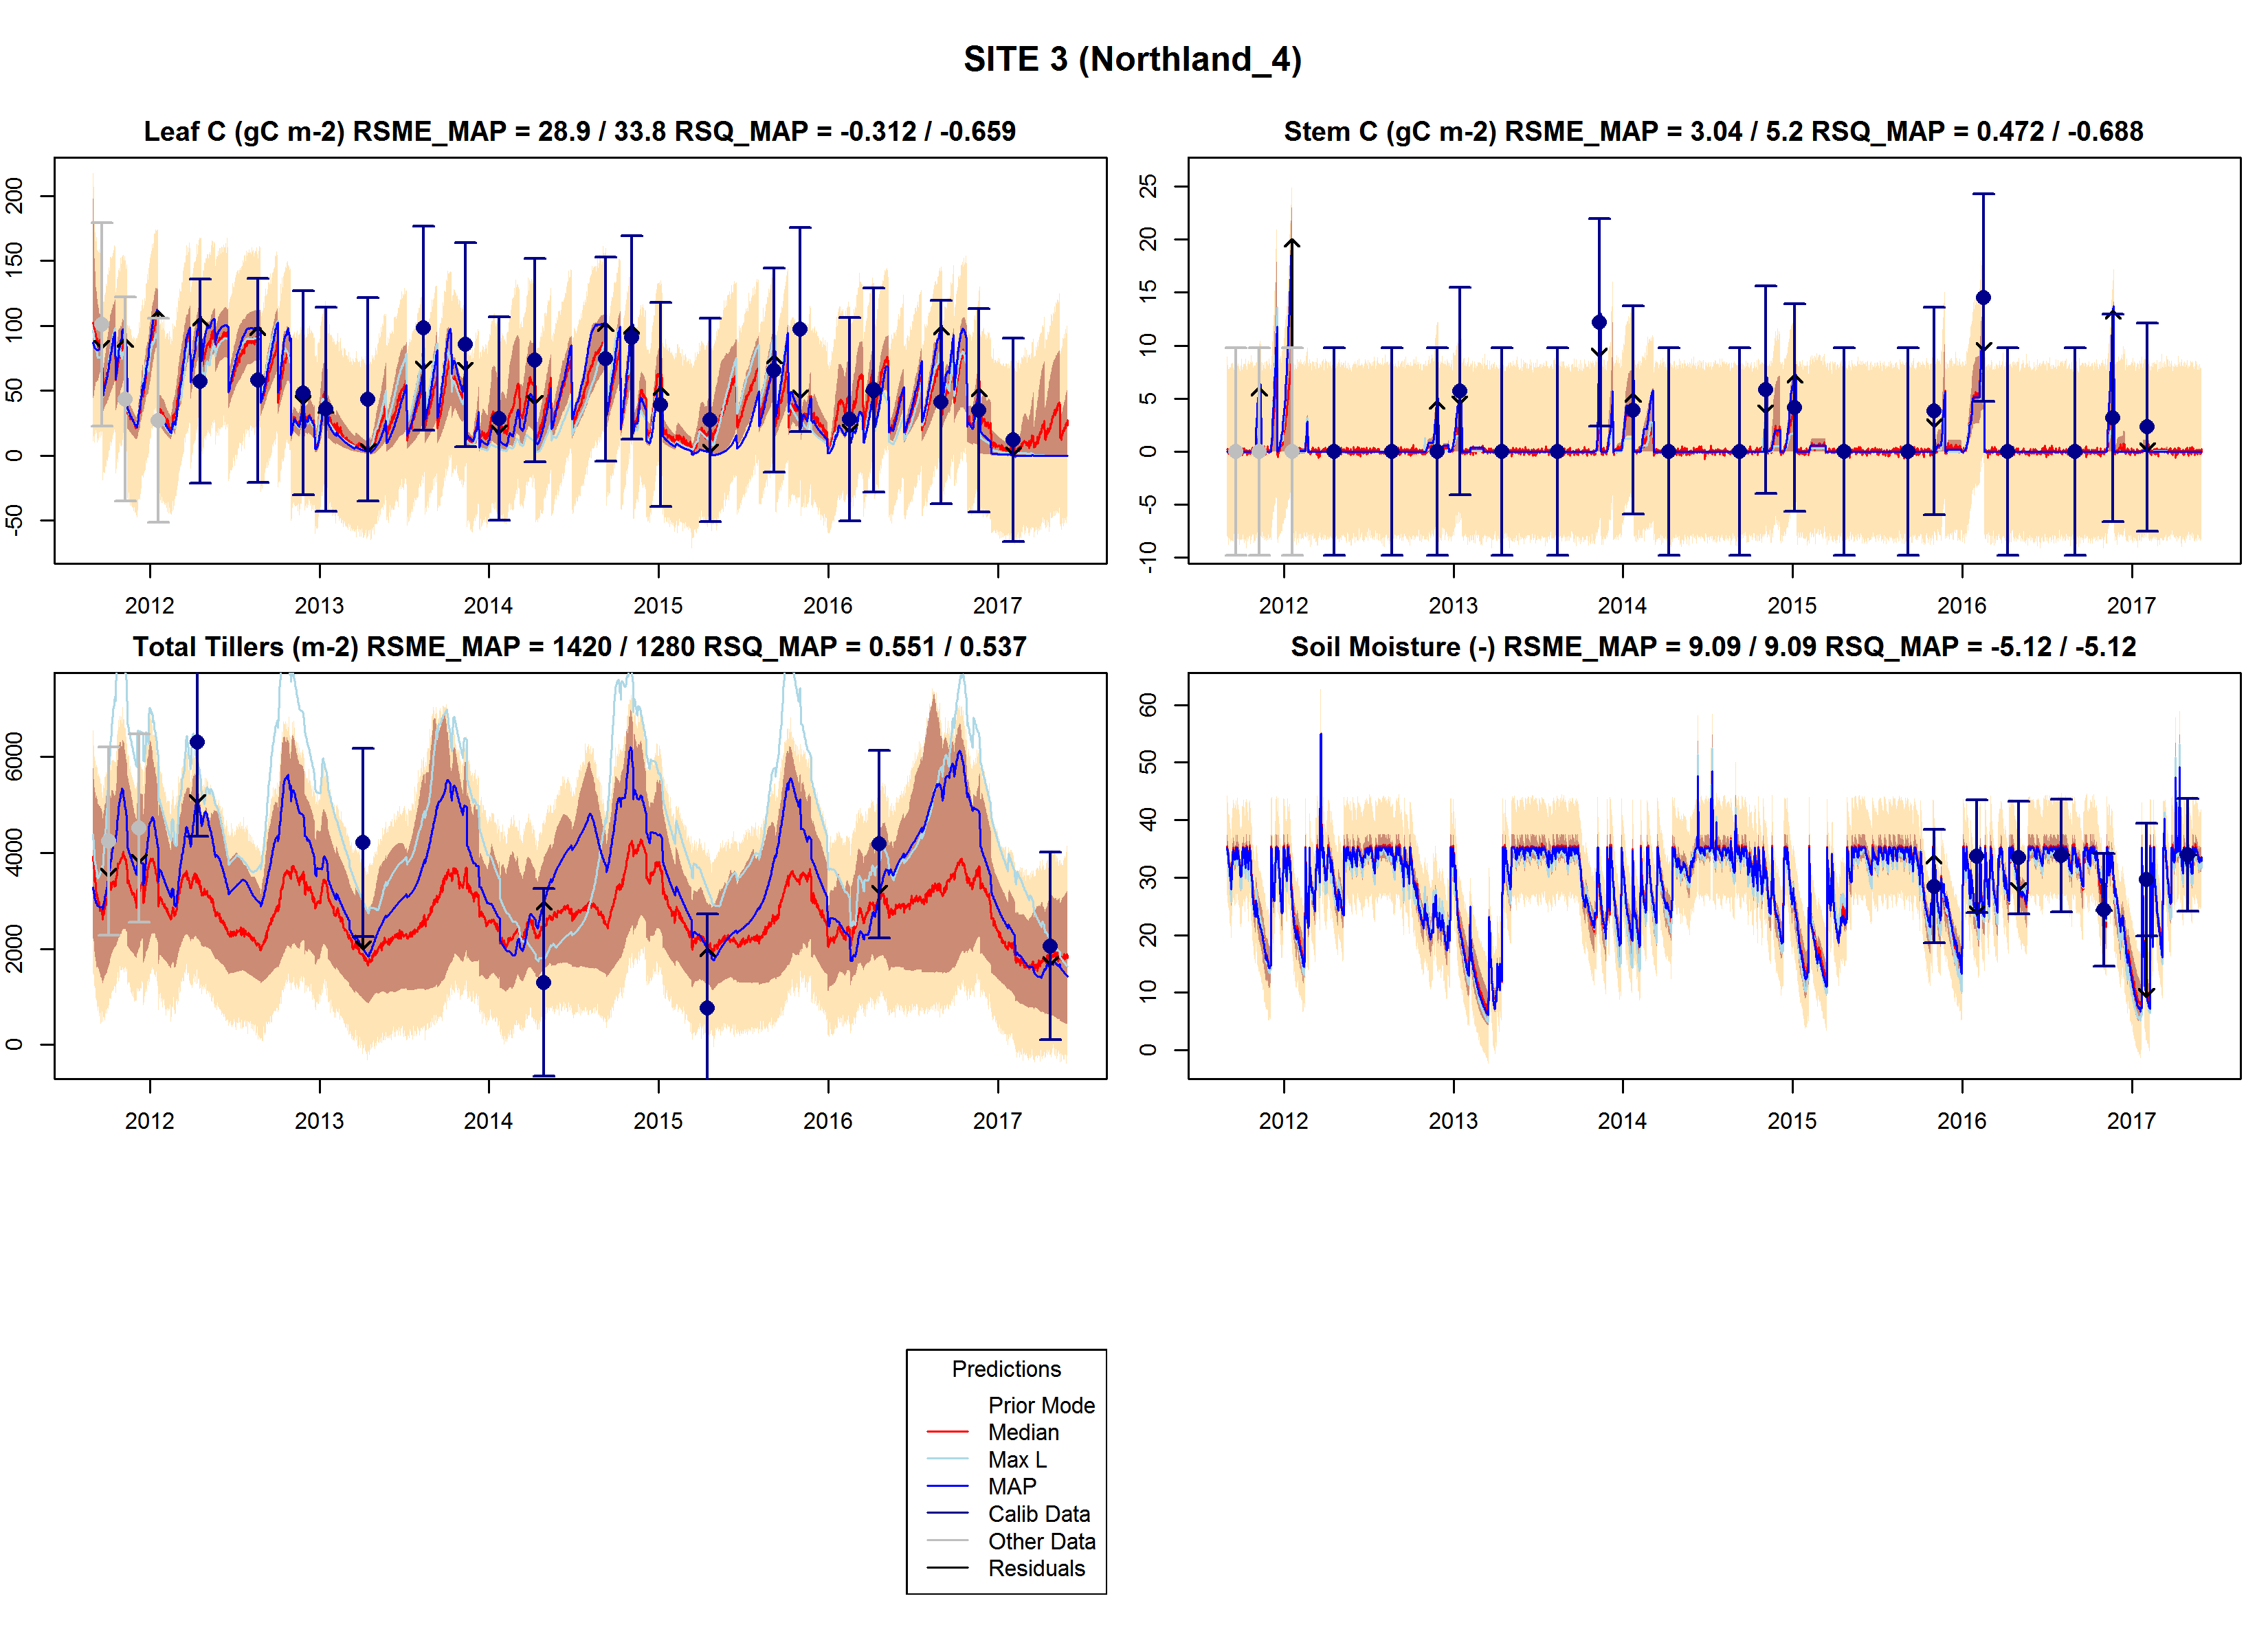 SITE 3 (Northland_4)
Leaf C (gC m-2) RSME_MAP = 28.9 / 33.8 RSQ_MAP = -0.312 / -0.659
200
150
100
50
0
-50
2012 2013 2014 2015 2016 2017
Stem C (gC m-2) RSME_MAP = 3.04 / 5.2 RSQ_MAP = 0.472 / -0.688
25
20
15
10
5
0
-5
-10
2012 2013 2014 2015 2016 2017
Total Tillers (m-2) RSME_MAP = 1420 / 1280 RSQ_MAP = 0.551 / 0.537
6000
4000
2000
0
2012 2013 2014 2015 2016 2017
Soil Moisture (-) RSME_MAP = 9.09 / 9.09 RSQ_MAP = -5.12 / -5.12
60
50
40
30
20
10
0
2012 2013 2014 2015 2016 2017
Predictions
Prior Mode
Median
Max L
MAP
Calib Data
Other Data
Residuals